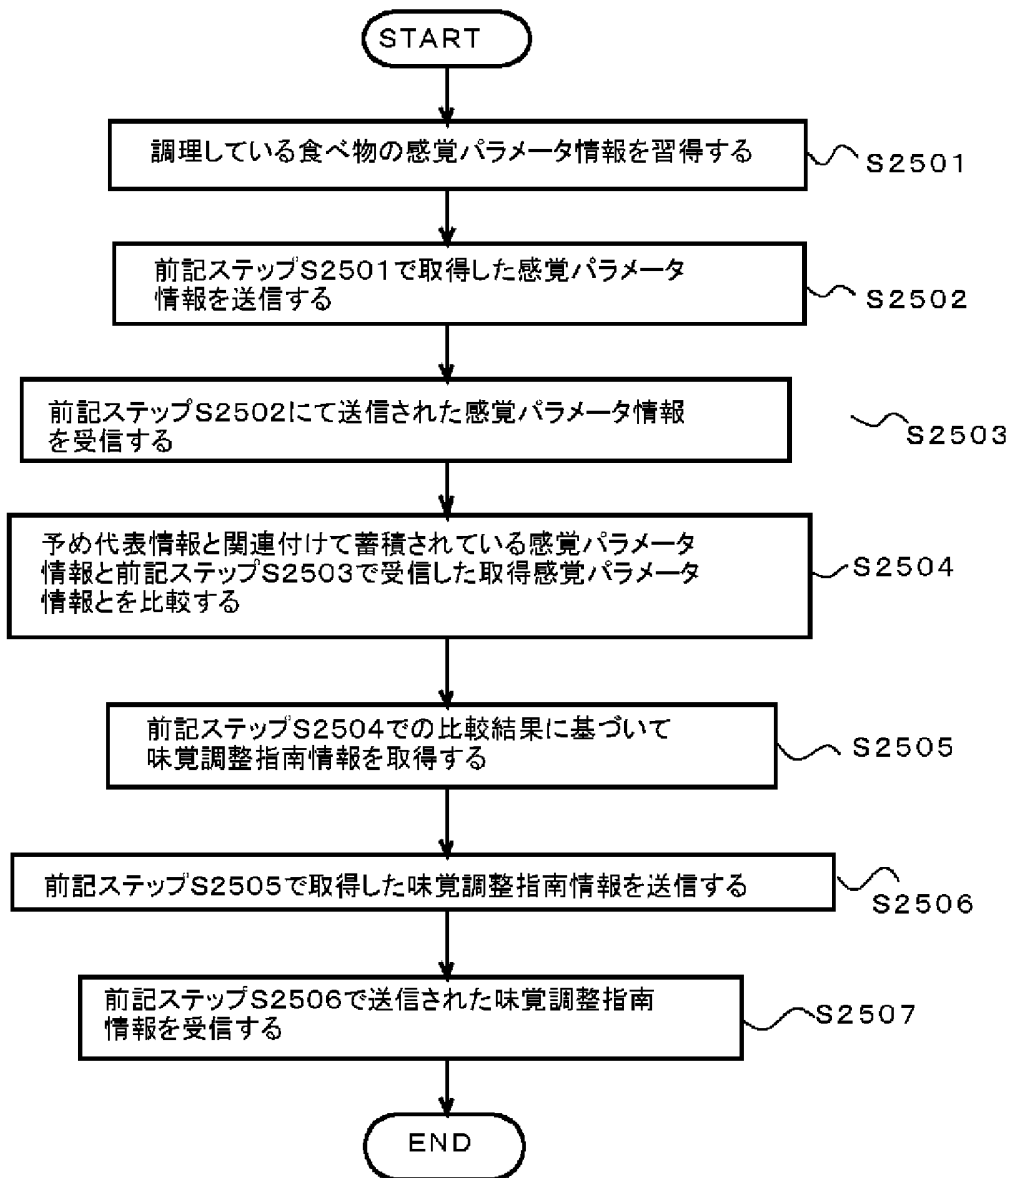 START
調理している食べ物の感覚パラメータ情報を習得する
S2501
前記ステップS2501で取得した感覚パラメータ
情報を送信する
S2502
前記ステップS2502にて送信された感覚パラメータ情報
を受信する
S2503
予め代表情報と関連付けて蓄積されている感覚パラメータ
情報と前記ステップS2503で受信した取得感覚パラメータ
情報とを比較する
S2504
前記ステップS2504での比較結果に基づいて
味覚調整指南情報を取得する
S2505
前記ステップS2505で取得した味覚調整指南情報を送信する
S2506
前記ステップS2506で送信された味覚調整指南
情報を受信する
S2507
END